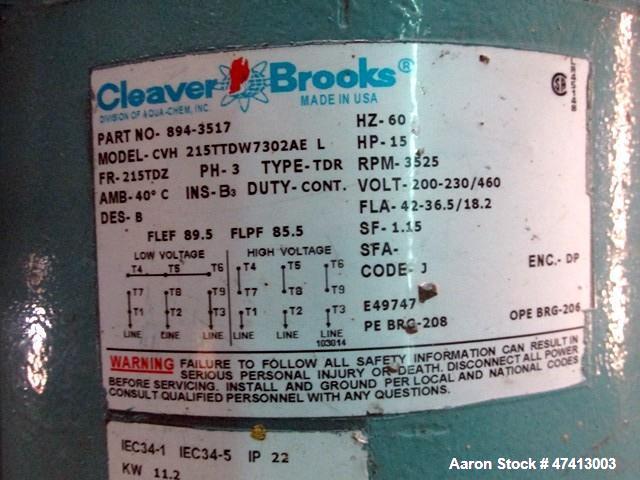 Cleaver Brooks®
DIVISION OF AQUA-CHEM, INC.
MADE IN USA
LR45148
PART NO- 894-3517
HZ- 60
MODEL- CVH 215TTDW7302AE L
HP- 15
FR- 215TDZ PH- 3 TYPE- TDR
RPM- 3525
AMB- 40° C INS- B3 DUTY- CONT.
VOLT- 200-230/460
DES- B
FLA- 42-36.5/18.2
FLEF 89.5 FLPF 85.5
SF- 1.15
SFA-
CODE- J ENC.- DP
LOW VOLTAGE HIGH VOLTAGE
T4 T5 T6 T4 T5 T6
T7 T8 T9 T7 T8 T9
T1 T2 T3 T1 T2 T3
LINE LINE LINE LINE LINE LINE
103014
E49747
PE BRG-208 OPE BRG-206
WARNING FAILURE TO FOLLOW ALL SAFETY INFORMATION CAN RESULT IN
SERIOUS PERSONAL INJURY OR DEATH. DISCONNECT ALL POWER
BEFORE SERVICING. INSTALL AND GROUND PER LOCAL AND NATIONAL CODES
CONSULT QUALIFIED PERSONNEL WITH ANY QUESTIONS.
IEC34-1 IEC34-5 IP 22
KW 11.2
Aaron Stock # 47413003